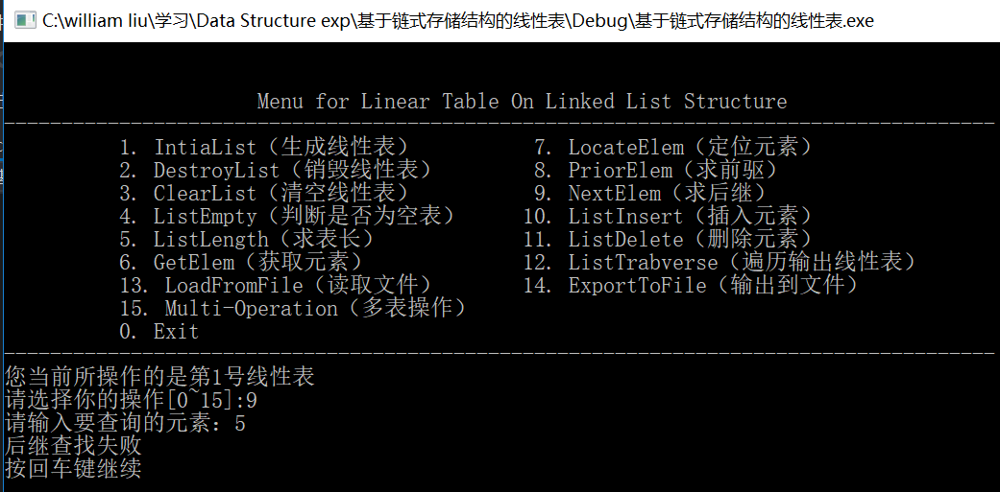 C:\william liu\学习\Data Structure exp\基于链式存储结构的线性表\Debug\基于链式存储结构的线性表.exe
Menu for Linear Table On Linked List Structure
-------------------------------------------------------------------------------------
1. IntiaList（生成线性表） 7. LocateElem（定位元素）
2. DestroyList（销毁线性表） 8. PriorElem（求前驱）
3. ClearList（清空线性表） 9. NextElem（求后继）
4. ListEmpty（判断是否为空表） 10. ListInsert（插入元素）
5. ListLength（求表长） 11. ListDelete（删除元素）
6. GetElem（获取元素） 12. ListTrabverse（遍历输出线性表）
13. LoadFromFile（读取文件） 14. ExportToFile（输出到文件）
15. Multi-Operation（多表操作）
0. Exit
-------------------------------------------------------------------------------------
您当前所操作的是第1号线性表
请选择你的操作[0~15]:9
请输入要查询的元素：5
后继查找失败
按回车键继续